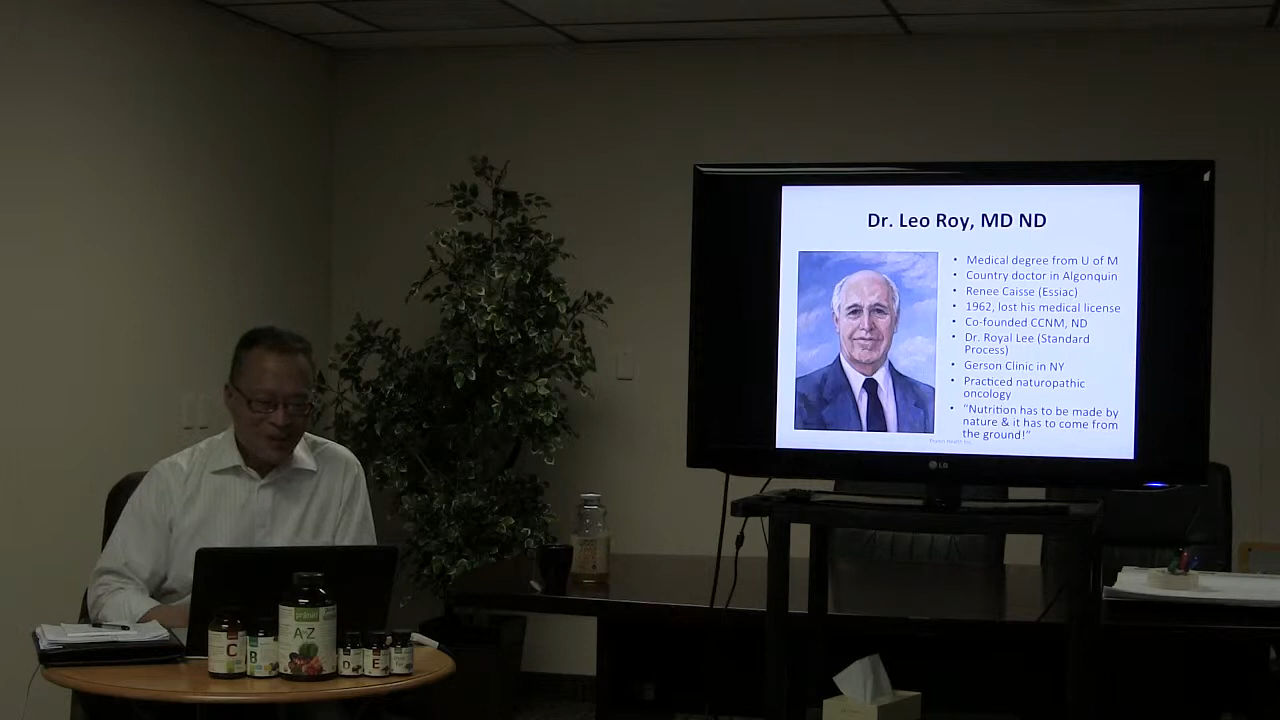 Dr. Leo Roy, MD ND
• Medical degree from U of M
• Country doctor in Algonquin
• Renee Caisse (Essiac)
• 1962, lost his medical license
• Co-founded CCNM, ND
• Dr. Royal Lee (Standard
Process)
• Gerson Clinic in NY
• Practiced naturopathic
oncology
• "Nutrition has to be made by
nature & it has to come from
the ground!"
LG
A-Z
C
B
D
E